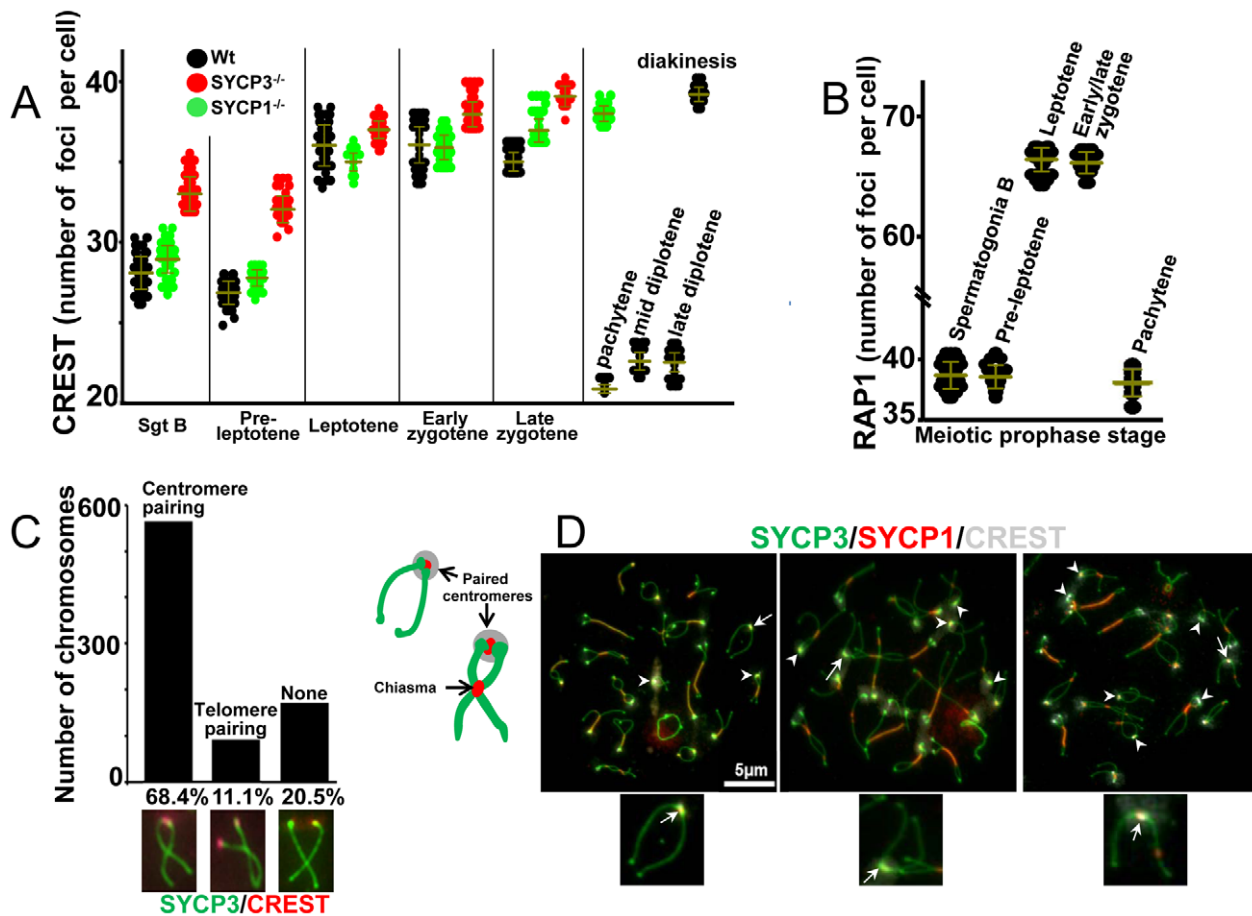 A
CREST (number of foci per cell)
40
30
20
Wt
SYCP3-/-
SYCP1-/-
diakinesis
pachytene
mid diplotene
late diplotene
Sgt B
Pre-
leptotene
Leptotene
Early
zygotene
Late
zygotene
B
RAP1 (number of foci per cell)
70
60
40
35
Spermatogonia B
Pre-leptotene
Leptotene
Early/late
zygotene
Pachytene
Meiotic prophase stage
C
Number of chromosomes
600
300
0
Centromere
pairing
Telomere
pairing
None
68.4%
11.1%
20.5%
SYCP3/CREST
Paired
centromeres
Chiasma
D
SYCP3/SYCP1/CREST
5µm